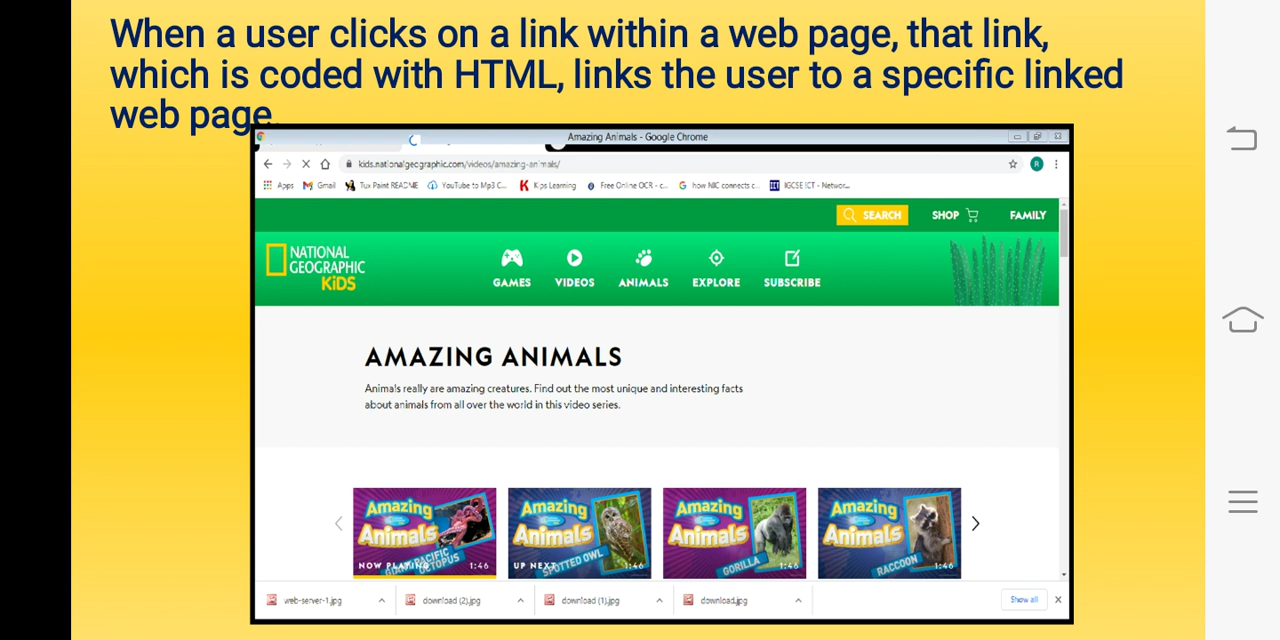 When a user clicks on a link within a web page, that link,
which is coded with HTML, links the user to a specific linked
web page.
Amazing Animals - Google Chrome
kids.nationalgeographic.com/videos/amazing-animals/
R
Apps Gmail Tux Paint README YouTube to Mp3 C... Kips Learning Free Online OCR - c... how NIC connects c... IGCSE ICT - Networ...
SEARCH SHOP FAMILY
NATIONAL
GEOGRAPHIC
KiDS
GAMES VIDEOS ANIMALS EXPLORE SUBSCRIBE
AMAZING ANIMALS
Animals really are amazing creatures. Find out the most unique and interesting facts
about animals from all over the world in this video series.
Amazing Animals GIANT PACIFIC OCTOPUS NOW PLAYING 1:46
Amazing Animals SPOTTED OWL UP NEXT 1:46
Amazing Animals GORILLA 1:46
Amazing Animals RACCOON 1:46
web-server-1.jpg download (2).jpg download (1).jpg download.jpg Show all